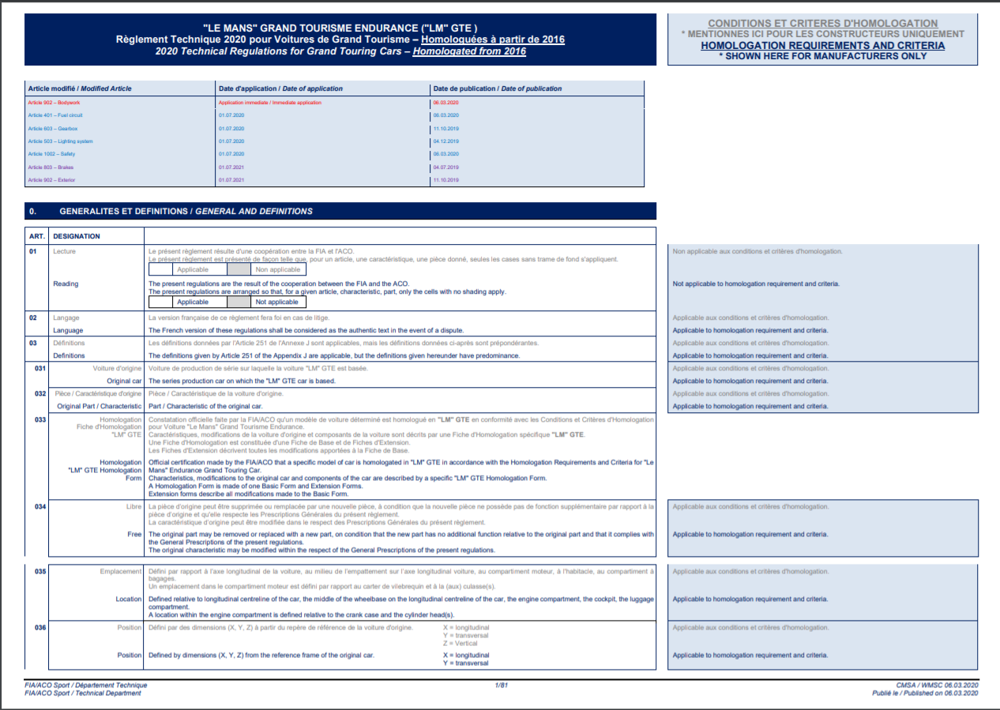 "LE MANS" GRAND TOURISME ENDURANCE ("LM" GTE )
Règlement Technique 2020 pour Voitures de Grand Tourisme – Homologuées à partir de 2016
2020 Technical Regulations for Grand Touring Cars – Homologated from 2016
CONDITIONS ET CRITERES D'HOMOLOGATION
* MENTIONNES ICI POUR LES CONSTRUCTEURS UNIQUEMENT
HOMOLOGATION REQUIREMENTS AND CRITERIA
* SHOWN HERE FOR MANUFACTURERS ONLY
Article modifié / Modified Article Date d'application / Date of application Date de publication / Date of publication
Article 902 – Bodywork Application immediate / Immediate application 06.03.2020
Article 401 – Fuel circuit 01.07.2020 06.03.2020
Article 603 – Gearbox 01.07.2020 11.10.2019
Article 503 – Lighting system 01.07.2020 04.12.2019
Article 1002 – Safety 01.07.2020 06.03.2020
Article 803 – Brakes 01.07.2021 04.07.2019
Article 902 – Exterior 01.07.2021 11.10.2019
0. GENERALITES ET DEFINITIONS / GENERAL AND DEFINITIONS
ART. DESIGNATION
01 Lecture Le présent règlement résulte d'une coopération entre la FIA et l'ACO. Non applicable aux conditions et critères d'homologation.
Le présent règlement est présenté de façon telle que, pour un article, une caractéristique, une pièce donné, seules les cases sans trame de fond s'appliquent.
Applicable Non applicable
Reading The present regulations are the result of the cooperation between the FIA and the ACO. Not applicable to homologation requirement and criteria.
The present regulations are arranged so that, for a given article, characteristic, part, only the cells with no shading apply.
Applicable Not applicable
02 Langage La version française de ce règlement fera foi en cas de litige. Applicable aux conditions et critères d'homologation.
Language The French version of these regulations shall be considered as the authentic text in the event of a dispute. Applicable to homologation requirement and criteria.
03 Définitions Les définitions données par l'Article 251 de l'Annexe J sont applicables, mais les définitions données ci-après sont prépondérantes. Applicable aux conditions et critères d'homologation.
Definitions The definitions given by Article 251 of the Appendix J are applicable, but the definitions given hereunder have predominance. Applicable to homologation requirement and criteria.
031 Voiture d'origine Voiture de production de série sur laquelle la voiture "LM" GTE est basée. Applicable aux conditions et critères d'homologation.
Original car The series production car on which the "LM" GTE car is based. Applicable to homologation requirement and criteria.
032 Pièce / Caractéristique d'origine Pièce / Caractéristique de la voiture d'origine. Applicable aux conditions et critères d'homologation.
Original Part / Characteristic Part / Characteristic of the original car. Applicable to homologation requirement and criteria.
033 Homologation Constatation officielle faite par la FIA/ACO qu'un modèle de voiture déterminé est homologué en "LM" GTE en conformité avec les Conditions et Critères d'Homologation
Fiche d'Homologation pour Voiture "Le Mans" Grand Tourisme Endurance.
"LM" GTE Caractéristiques, modifications de la voiture d'origine et composants de la voiture sont décrits par une Fiche d'Homologation spécifique "LM" GTE.
Une Fiche d'Homologation est constituée d'une Fiche de Base et de Fiches d'Extension.
Les Fiches d'Extension décrivent toutes les modifications apportées à la Fiche de Base.
Homologation Official certification made by the FIA/ACO that a specific model of car is homologated in "LM" GTE in accordance with the Homologation Requirements and Criteria for "Le
"LM" GTE Homologation Mans" Endurance Grand Touring Car.
Form Characteristics, modifications to the original car and components of the car are described by a specific "LM" GTE Homologation Form.
A Homologation Form is made of one Basic Form and Extension Forms.
Extension forms describe all modifications made to the Basic Form.
034 Libre La pièce d'origine peut être supprimée ou remplacée par une nouvelle pièce, à condition que la nouvelle pièce ne possède pas de fonction supplémentaire par rapport à la Applicable aux conditions et critères d'homologation.
pièce d'origine et qu'elle respecte les Prescriptions Générales du présent règlement.
La caractéristique d'origine peut être modifiée dans le respect des Prescriptions Générales du présent règlement.
Free The original part may be removed or replaced with a new part, on condition that the new part has no additional function relative to the original part and that it complies with Applicable to homologation requirement and criteria.
the General Prescriptions of the present regulations.
The original characteristic may be modified within the respect of the General Prescriptions of the present regulations.
035 Emplacement Défini par rapport à l'axe longitudinal de la voiture, au milieu de l'empattement sur l'axe longitudinal voiture, au compartiment moteur, à l'habitacle, au compartiment à Applicable aux conditions et critères d'homologation.
bagages.
Un emplacement dans le compartiment moteur est défini par rapport au carter de vilebrequin et à la (aux) culasse(s).
Location Defined relative to longitudinal centreline of the car, the middle of the wheelbase on the longitudinal centreline of the car, the engine compartment, the cockpit, the luggage Applicable to homologation requirement and criteria.
compartment.
A location within the engine compartment is defined relative to the crank case and the cylinder head(s).
036 Position Défini par des dimensions (X, Y, Z) à partir du repère de référence de la voiture d'origine. X = longitudinal Applicable aux conditions et critères d'homologation.
Y = transversal
Z = Vertical
Position Defined by dimensions (X, Y, Z) from the reference frame of the original car. X = longitudinal Applicable to homologation requirement and criteria.
Y = transversal
FIA/ACO Sport / Département Technique 1/81 CMSA / WMSC 06.03.2020
FIA/ACO Sport / Technical Department Publié le / Published on 06.03.2020